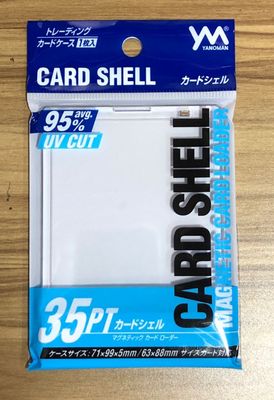 トレーディング
カードケース 1枚入
YM
YANOMAN
CARD SHELL
カードシェル
95% avg.
UV CUT
CARD SHELL
MAGNETIC CARD LOADER
35PT カードシェル
マグネティック カード ローダー
ケースサイズ:71×99×5mm/63×88mm サイズカード対応